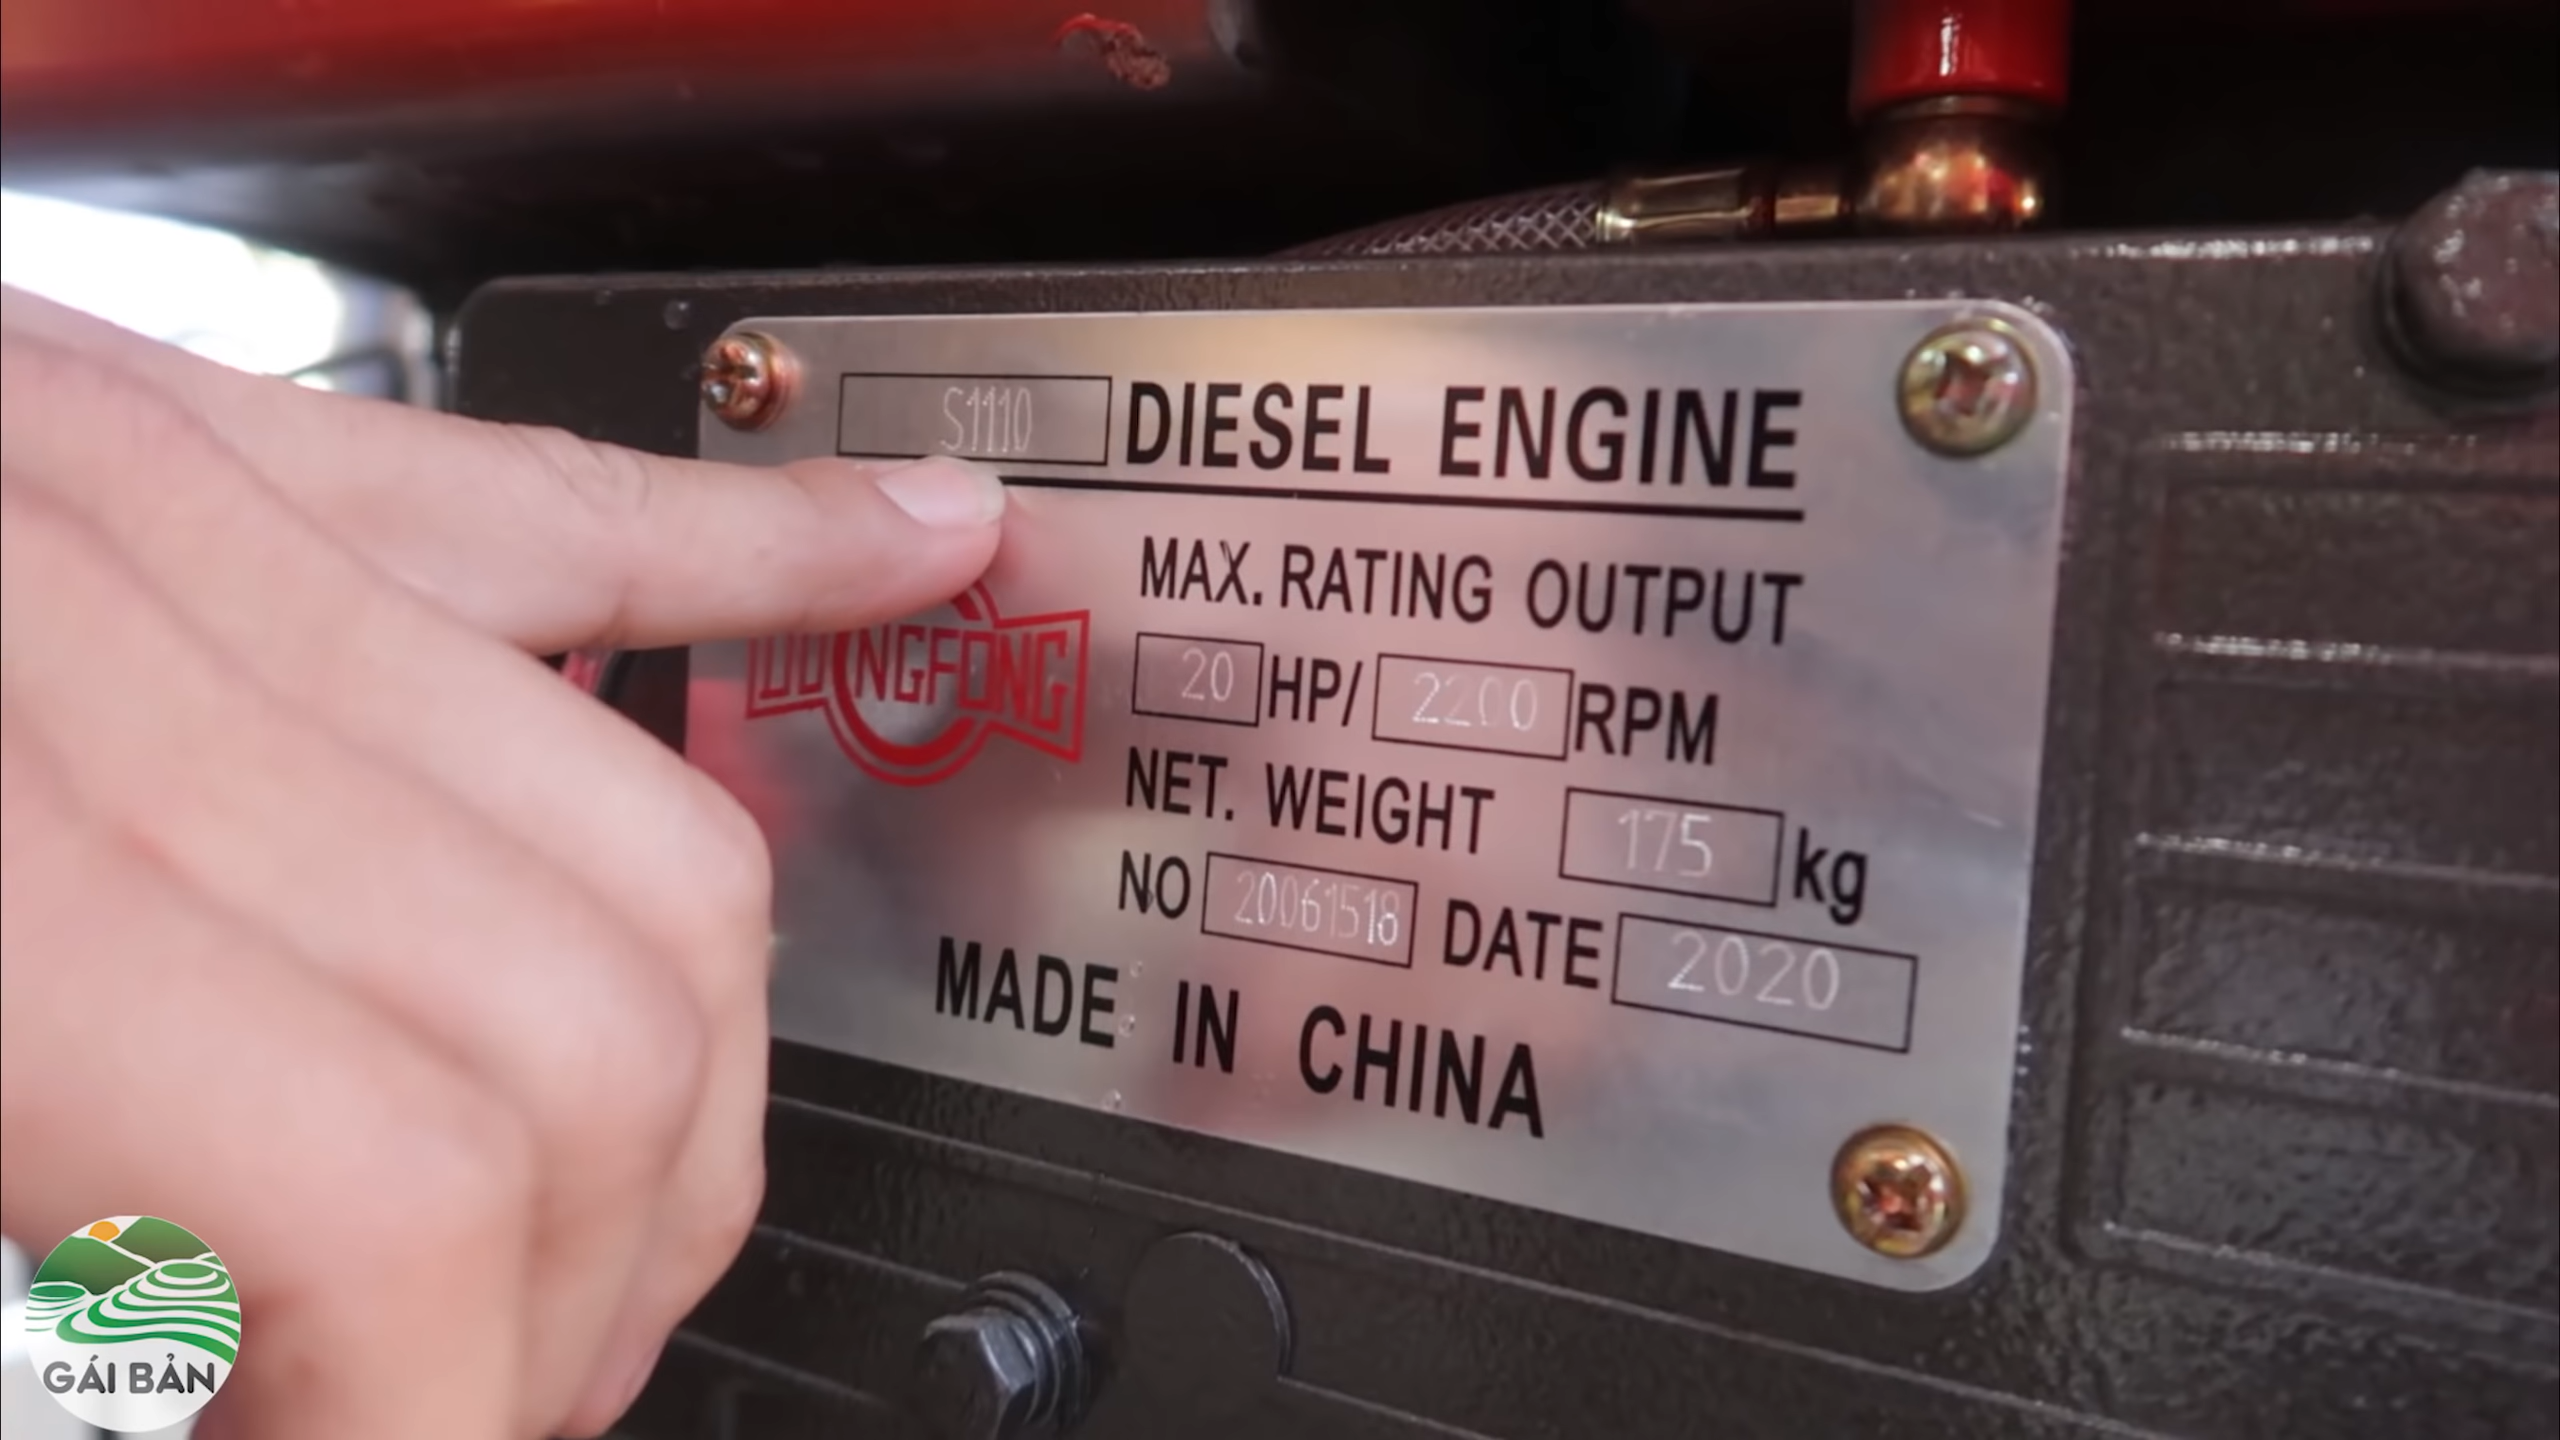 S1110 DIESEL ENGINE
MAX. RATING OUTPUT
20 HP/ 2200 RPM
DONGFONG
NET. WEIGHT 175 kg
NO 20061518 DATE 2020
MADE IN CHINA
GÁI BẢN